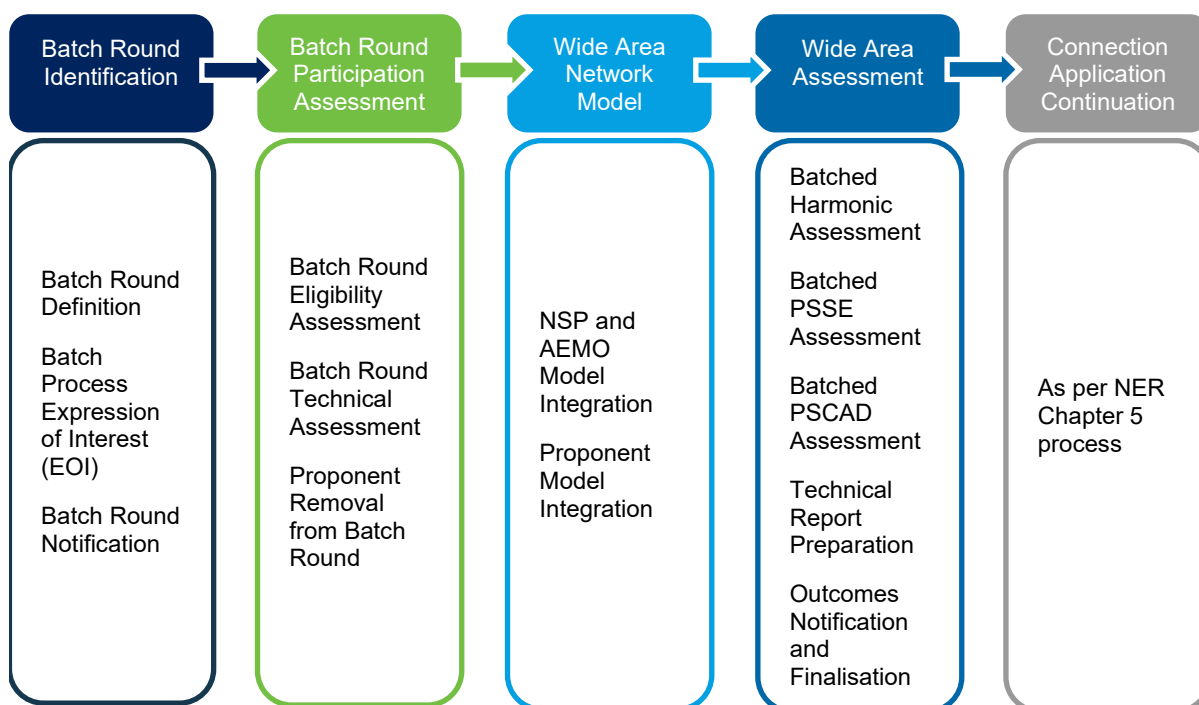 Batch Round
Identification
Batch Round
Participation
Assessment
Wide Area
Network
Model
Wide Area
Assessment
Connection
Application
Continuation
Batch Round
Definition
Batch
Process
Expression
of Interest
(EOI)
Batch Round
Notification
Batch Round
Eligibility
Assessment
Batch Round
Technical
Assessment
Proponent
Removal
from Batch
Round
NSP and
AEMO
Model
Integration
Proponent
Model
Integration
Batched
Harmonic
Assessment
Batched
PSSE
Assessment
Batched
PSCAD
Assessment
Technical
Report
Preparation
Outcomes
Notification
and
Finalisation
As per NER
Chapter 5
process